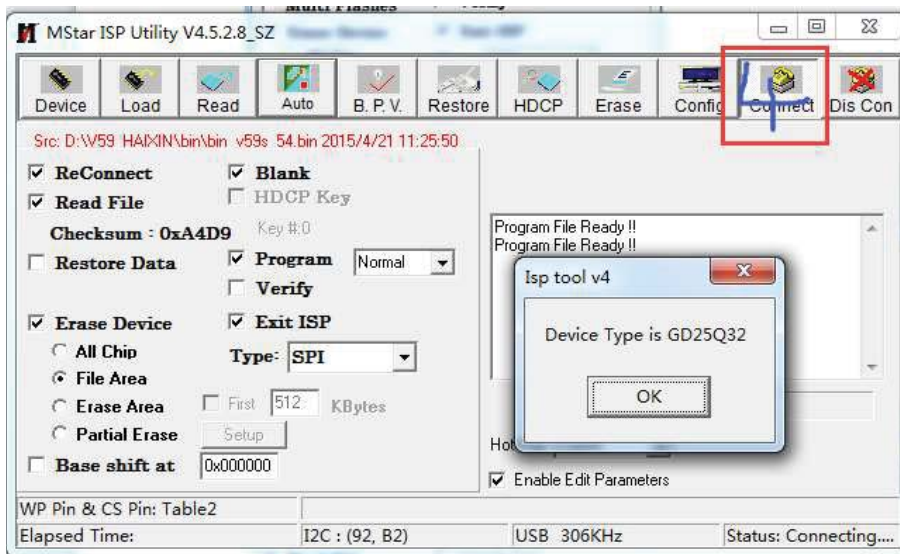 Multi Flashes
MStar ISP Utility V4.5.2.8_SZ
Device Load Read Auto B. P. V. Restore HDCP Erase Config Connect Dis Con
4
Src: D:\V59 HAIXIN\bin\bin v59s 54.bin 2015/4/21 11:25:50
ReConnect Blank
Read File HDCP Key
Checksum : 0xA4D9 Key #:0
Restore Data Program Normal
Verify
Erase Device Exit ISP
All Chip Type: SPI
File Area
Erase Area First 512 KBytes
Partial Erase Setup
Base shift at 0x000000
Program File Ready !!
Program File Ready !!
Isp tool v4
Device Type is GD25Q32
OK
Enable Edit Parameters
WP Pin & CS Pin: Table2
Elapsed Time: I2C : (92, B2) USB 306KHz Status: Connecting....